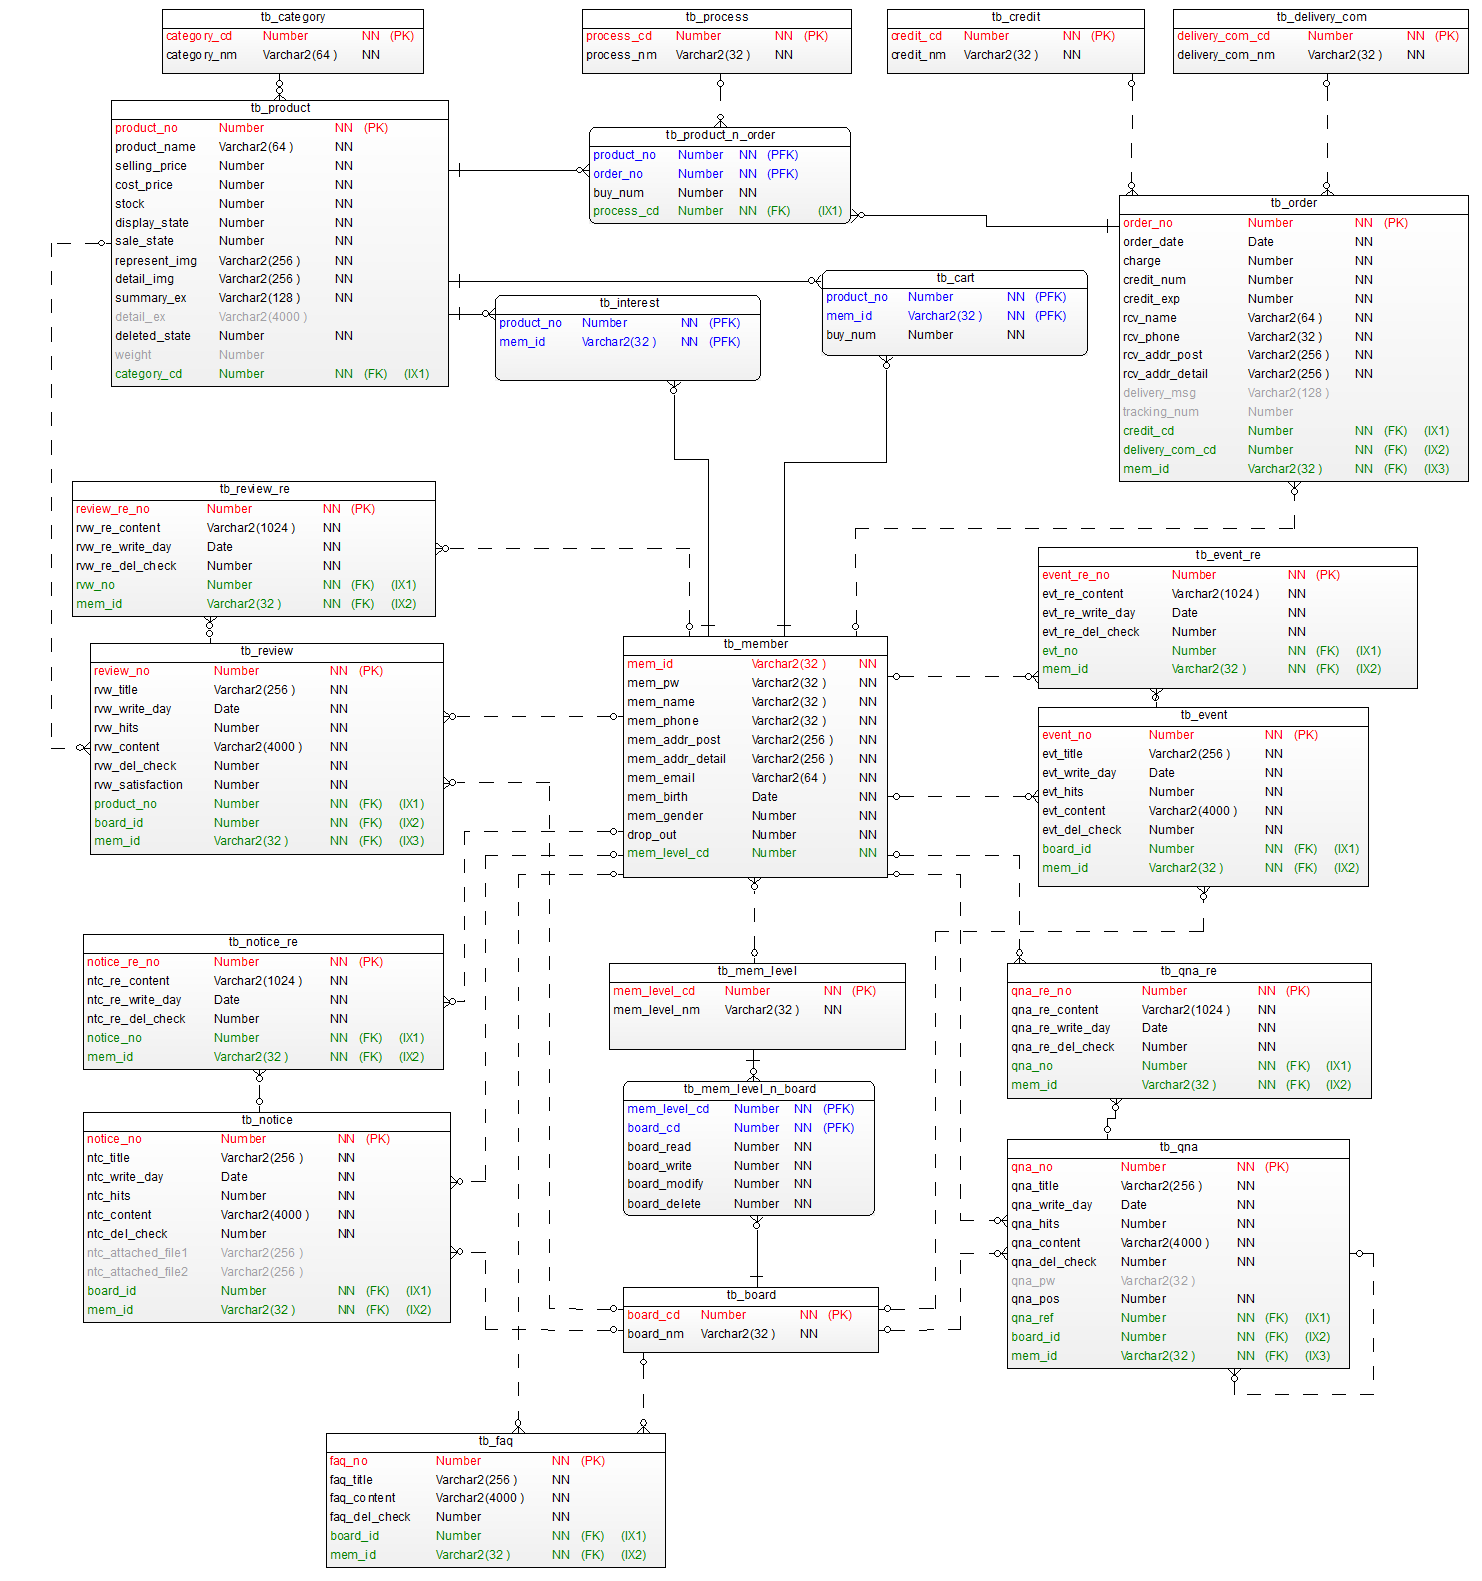 tb_category
category_cd Number NN (PK)
category_nm Varchar2(64 ) NN
tb_process
process_cd Number NN (PK)
process_nm Varchar2(32 ) NN
tb_credit
credit_cd Number NN (PK)
credit_nm Varchar2(32 ) NN
tb_delivery_com
delivery_com_cd Number NN (PK)
delivery_com_nm Varchar2(32 ) NN
tb_product
product_no Number NN (PK)
product_name Varchar2(64 ) NN
selling_price Number NN
cost_price Number NN
stock Number NN
display_state Number NN
sale_state Number NN
represent_img Varchar2(256 ) NN
detail_img Varchar2(256 ) NN
summary_ex Varchar2(128 ) NN
detail_ex Varchar2(4000 )
deleted_state Number NN
weight Number
category_cd Number NN (FK) (IX1)
tb_product_n_order
product_no Number NN (PFK)
order_no Number NN (PFK)
buy_num Number NN
process_cd Number NN (FK) (IX1)
tb_order
order_no Number NN (PK)
order_date Date NN
charge Number NN
credit_num Number NN
credit_exp Number NN
rcv_name Varchar2(64 ) NN
rcv_phone Varchar2(32 ) NN
rcv_addr_post Varchar2(256 ) NN
rcv_addr_detail Varchar2(256 ) NN
delivery_msg Varchar2(128 )
tracking_num Number
credit_cd Number NN (FK) (IX1)
delivery_com_cd Number NN (FK) (IX2)
mem_id Varchar2(32 ) NN (FK) (IX3)
tb_interest
product_no Number NN (PFK)
mem_id Varchar2(32 ) NN (PFK)
tb_cart
product_no Number NN (PFK)
mem_id Varchar2(32 ) NN (PFK)
buy_num Number NN
tb_review_re
review_re_no Number NN (PK)
rvw_re_content Varchar2(1024 ) NN
rvw_re_write_day Date NN
rvw_re_del_check Number NN
rvw_no Number NN (FK) (IX1)
mem_id Varchar2(32 ) NN (FK) (IX2)
tb_review
review_no Number NN (PK)
rvw_title Varchar2(256 ) NN
rvw_write_day Date NN
rvw_hits Number NN
rvw_content Varchar2(4000 ) NN
rvw_del_check Number NN
rvw_satisfaction Number NN
product_no Number NN (FK) (IX1)
board_id Number NN (FK) (IX2)
mem_id Varchar2(32 ) NN (FK) (IX3)
tb_member
mem_id Varchar2(32 ) NN
mem_pw Varchar2(32 ) NN
mem_name Varchar2(32 ) NN
mem_phone Varchar2(32 ) NN
mem_addr_post Varchar2(256 ) NN
mem_addr_detail Varchar2(256 ) NN
mem_email Varchar2(64 ) NN
mem_birth Date NN
mem_gender Number NN
drop_out Number NN
mem_level_cd Number NN
tb_event_re
event_re_no Number NN (PK)
evt_re_content Varchar2(1024 ) NN
evt_re_write_day Date NN
evt_re_del_check Number NN
evt_no Number NN (FK) (IX1)
mem_id Varchar2(32 ) NN (FK) (IX2)
tb_event
event_no Number NN (PK)
evt_title Varchar2(256 ) NN
evt_write_day Date NN
evt_hits Number NN
evt_content Varchar2(4000 ) NN
evt_del_check Number NN
board_id Number NN (FK) (IX1)
mem_id Varchar2(32 ) NN (FK) (IX2)
tb_notice_re
notice_re_no Number NN (PK)
ntc_re_content Varchar2(1024 ) NN
ntc_re_write_day Date NN
ntc_re_del_check Number NN
notice_no Number NN (FK) (IX1)
mem_id Varchar2(32 ) NN (FK) (IX2)
tb_mem_level
mem_level_cd Number NN (PK)
mem_level_nm Varchar2(32 ) NN
tb_qna_re
qna_re_no Number NN (PK)
qna_re_content Varchar2(1024 ) NN
qna_re_write_day Date NN
qna_re_del_check Number NN
qna_no Number NN (FK) (IX1)
mem_id Varchar2(32 ) NN (FK) (IX2)
tb_notice
notice_no Number NN (PK)
ntc_title Varchar2(256 ) NN
ntc_write_day Date NN
ntc_hits Number NN
ntc_content Varchar2(4000 ) NN
ntc_del_check Number NN
ntc_attached_file1 Varchar2(256 )
ntc_attached_file2 Varchar2(256 )
board_id Number NN (FK) (IX1)
mem_id Varchar2(32 ) NN (FK) (IX2)
tb_mem_level_n_board
mem_level_cd Number NN (PFK)
board_cd Number NN (PFK)
board_read Number NN
board_write Number NN
board_modify Number NN
board_delete Number NN
tb_qna
qna_no Number NN (PK)
qna_title Varchar2(256 ) NN
qna_write_day Date NN
qna_hits Number NN
qna_content Varchar2(4000 ) NN
qna_del_check Number NN
qna_pw Varchar2(32 )
qna_pos Number NN
qna_ref Number NN (FK) (IX1)
board_id Number NN (FK) (IX2)
mem_id Varchar2(32 ) NN (FK) (IX3)
tb_board
board_cd Number NN (PK)
board_nm Varchar2(32 ) NN
tb_faq
faq_no Number NN (PK)
faq_title Varchar2(256 ) NN
faq_content Varchar2(4000 ) NN
faq_del_check Number NN
board_id Number NN (FK) (IX1)
mem_id Varchar2(32 ) NN (FK) (IX2)